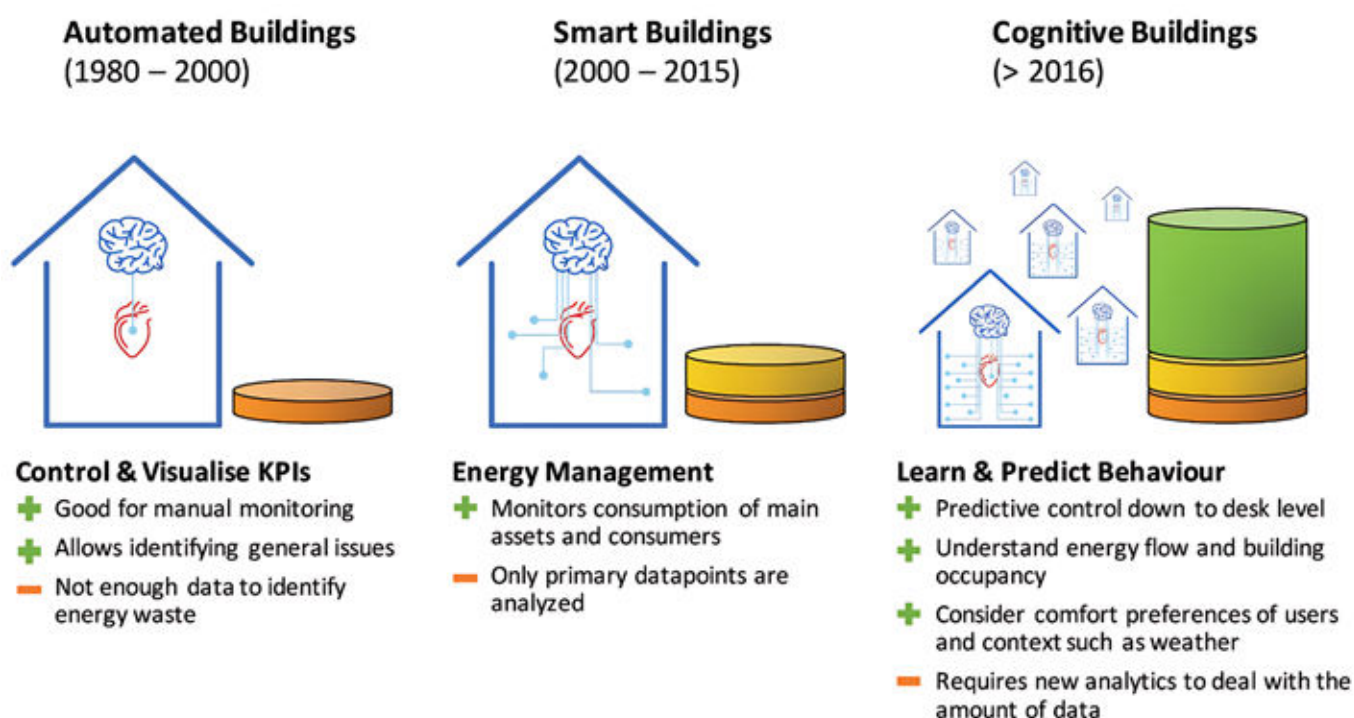 Automated Buildings
(1980 – 2000)
Control & Visualise KPIs
Good for manual monitoring
Allows identifying general issues
Not enough data to identify
energy waste
Smart Buildings
(2000 – 2015)
Energy Management
Monitors consumption of main
assets and consumers
Only primary datapoints are
analyzed
Cognitive Buildings
(> 2016)
Learn & Predict Behaviour
Predictive control down to desk level
Understand energy flow and building
occupancy
Consider comfort preferences of users
and context such as weather
Requires new analytics to deal with the
amount of data